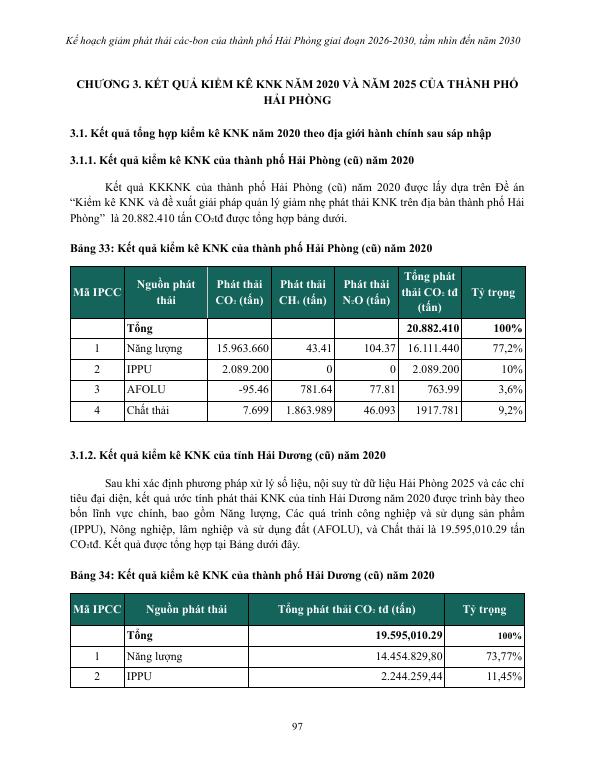 Kế hoạch giảm phát thải các-bon của thành phố Hải Phòng giai đoạn 2026-2030, tầm nhìn đến năm 2030
CHƯƠNG 3. KẾT QUẢ KIỂM KÊ KNK NĂM 2020 VÀ NĂM 2025 CỦA THÀNH PHỐ
HẢI PHÒNG
3.1. Kết quả tổng hợp kiểm kê KNK năm 2020 theo địa giới hành chính sau sáp nhập
3.1.1. Kết quả kiểm kê KNK của thành phố Hải Phòng (cũ) năm 2020
Kết quả KKKNK của thành phố Hải Phòng (cũ) năm 2020 được lấy dựa trên Đề án
“Kiểm kê KNK và đề xuất giải pháp quản lý giảm nhẹ phát thải KNK trên địa bàn thành phố Hải
Phòng” là 20.882.410 tấn CO₂tđ được tổng hợp bảng dưới.
Bảng 33: Kết quả kiểm kê KNK của thành phố Hải Phòng (cũ) năm 2020
Mã IPCC | Nguồn phát thải | Phát thải CO₂ (tấn) | Phát thải CH₄ (tấn) | Phát thải N₂O (tấn) | Tổng phát thải CO₂ tđ (tấn) | Tỷ trọng
Tổng | 20.882.410 | 100%
1 | Năng lượng | 15.963.660 | 43.41 | 104.37 | 16.111.440 | 77,2%
2 | IPPU | 2.089.200 | 0 | 0 | 2.089.200 | 10%
3 | AFOLU | -95.46 | 781.64 | 77.81 | 763.99 | 3,6%
4 | Chất thải | 7.699 | 1.863.989 | 46.093 | 1917.781 | 9,2%
3.1.2. Kết quả kiểm kê KNK của tỉnh Hải Dương (cũ) năm 2020
Sau khi xác định phương pháp xử lý số liệu, nội suy từ dữ liệu Hải Phòng 2025 và các chỉ
tiêu đại diện, kết quả ước tính phát thải KNK của tỉnh Hải Dương năm 2020 được trình bày theo
bốn lĩnh vực chính, bao gồm Năng lượng, Các quá trình công nghiệp và sử dụng sản phẩm
(IPPU), Nông nghiệp, lâm nghiệp và sử dụng đất (AFOLU), và Chất thải là 19.595,010.29 tấn
CO₂tđ. Kết quả được tổng hợp tại Bảng dưới đây.
Bảng 34: Kết quả kiểm kê KNK của thành phố Hải Dương (cũ) năm 2020
Mã IPCC | Nguồn phát thải | Tổng phát thải CO₂ tđ (tấn) | Tỷ trọng
Tổng | 19.595,010.29 | 100%
1 | Năng lượng | 14.454.829,80 | 73,77%
2 | IPPU | 2.244.259,44 | 11,45%
97